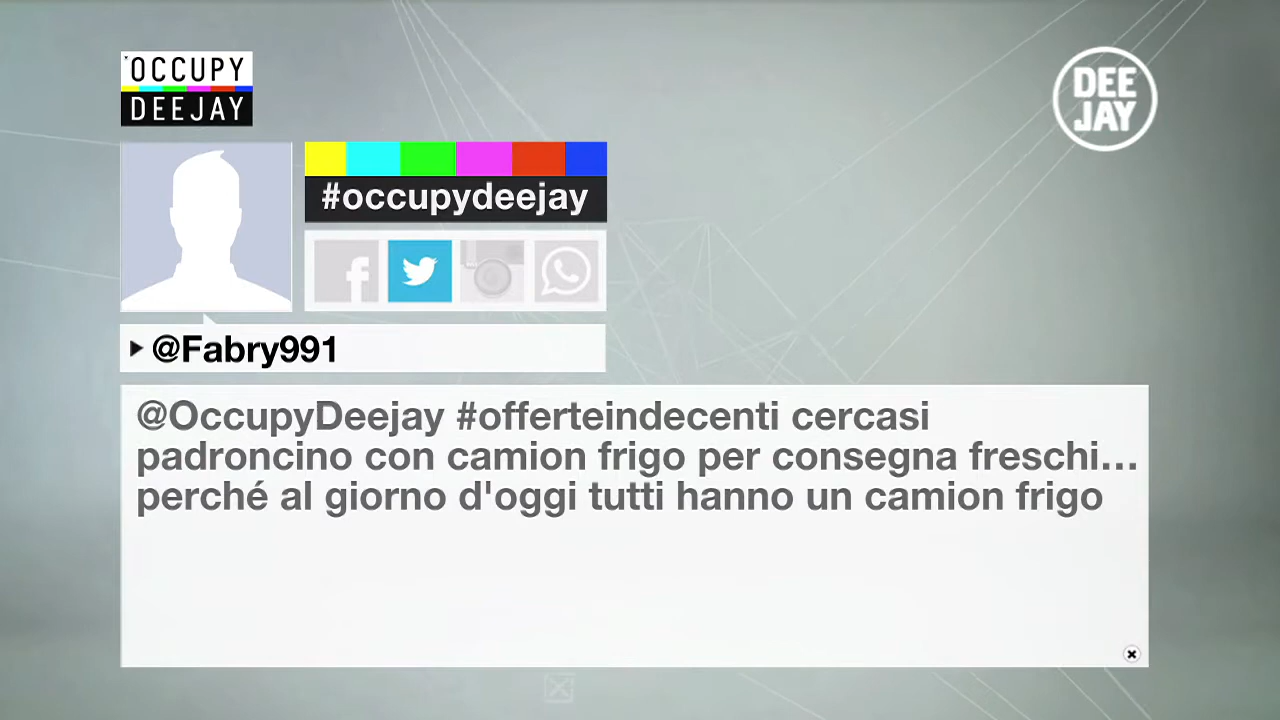 OCCUPY
DEEJAY
DEE
JAY
#occupydeejay
f
@Fabry991
@OccupyDeejay #offerteindecenti cercasi
padroncino con camion frigo per consegna freschi...
perché al giorno d'oggi tutti hanno un camion frigo